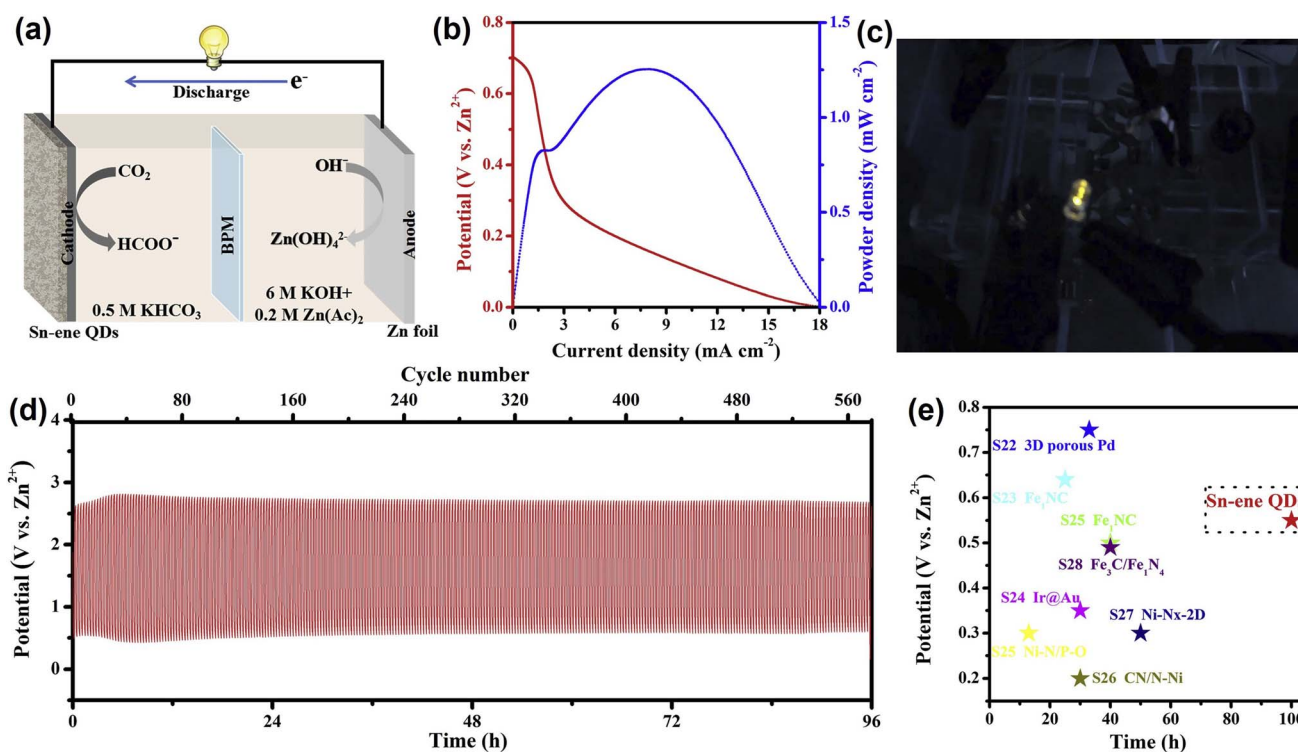 (a)
e⁻
Discharge
CO₂
HCOO⁻
Cathode
BPM
OH⁻
Zn(OH)₄²⁻
Anode
0.5 M KHCO₃
6 M KOH+
0.2 M Zn(Ac)₂
Sn-ene QDs
Zn foil
(b)
0.8
0.6
0.4
0.2
0.0
Potential (V vs. Zn²⁺)
1.5
1.2
0.9
0.5
0.2
0
Powder density (mW cm⁻²)
0
3
6
9
12
15
18
Current density (mA cm⁻²)
(c)
(d)
Cycle number
0
80
160
240
320
400
480
560
4
3
2
1
0
Potential (V vs. Zn²⁺)
0
24
48
72
96
Time (h)
(e)
0.8
0.7
0.6
0.5
0.4
0.3
0.2
Potential (V vs. Zn²⁺)
S22 3D porous Pd
S23 Fe₁NC
Sn-ene QD
S25 Fe₁NC
S28 Fe₃C/Fe₁N₄
S24 Ir@Au
S27 Ni-Nx-2D
S25 Ni-N/P-O
S26 CN/N-Ni
0
20
40
60
80
100
Time (h)